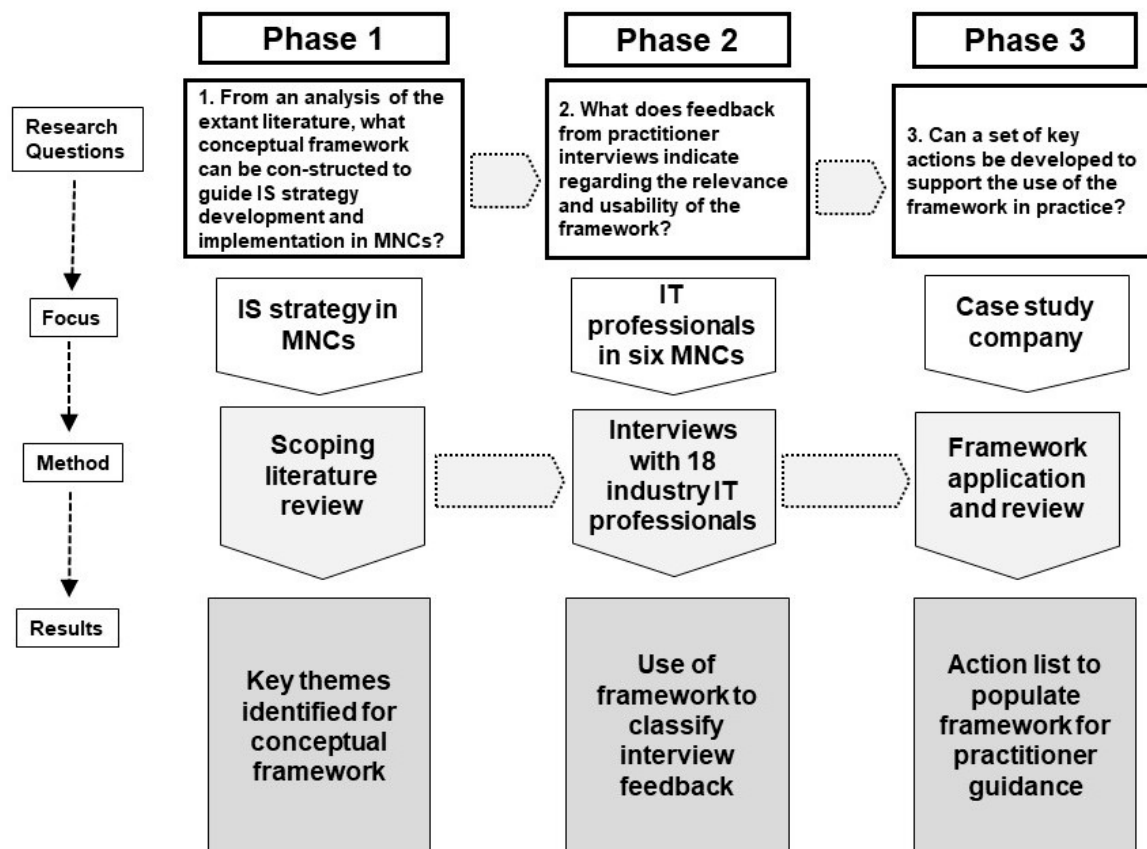 Phase 1
Phase 2
Phase 3
Research
Questions
1. From an analysis of the
extant literature, what
conceptual framework
can be con-structed to
guide IS strategy
development and
implementation in MNCs?
2. What does feedback
from practitioner
interviews indicate
regarding the relevance
and usability of the
framework?
3. Can a set of key
actions be developed to
support the use of the
framework in practice?
Focus
IS strategy in
MNCs
IT
professionals
in six MNCs
Case study
company
Method
Scoping
literature
review
Interviews
with 18
industry IT
professionals
Framework
application
and review
Results
Key themes
identified for
conceptual
framework
Use of
framework to
classify
interview
feedback
Action list to
populate
framework for
practitioner
guidance